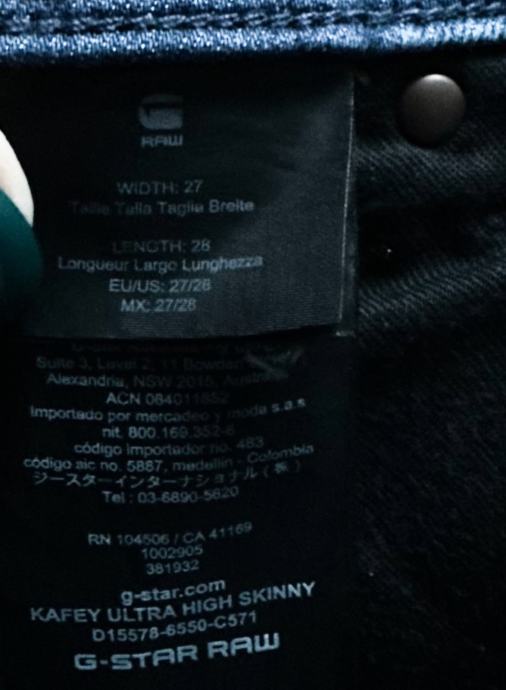 RAW
WIDTH: 27
Taille Talla Taglia Breite
LENGTH: 28
Longueur Largo Lunghezza
EU/US: 27/28
MX: 27/28
Suite 3, Level 2, 11 Bowden
Alexandria, NSW 2015,
ACN 084011852
Importado por mercadeo y moda s.a.s
nit. 800.169.352-6
código importador no. 483
código aic no. 5887, medellin - Colombia
ジースターインターナショナル(株)
Tel : 03-6890-5620
RN 104506 / CA 41169
1002905
381932
g-star.com
KAFEY ULTRA HIGH SKINNY
D15578-6550-C571
G-STAR RAW